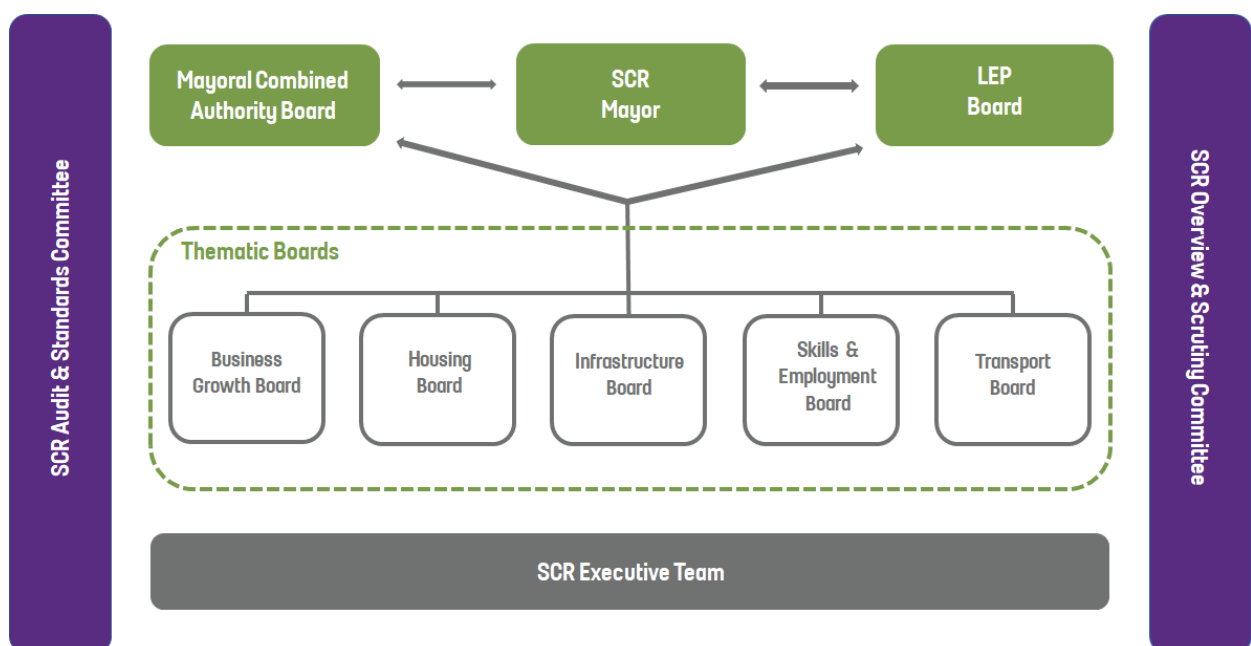 SCR Audit & Standards Committee
Mayoral Combined
Authority Board
SCR
Mayor
LEP
Board
Thematic Boards
Business
Growth Board
Housing
Board
Infrastructure
Board
Skills &
Employment
Board
Transport
Board
SCR Executive Team
SCR Overview & Scrutiny Committee